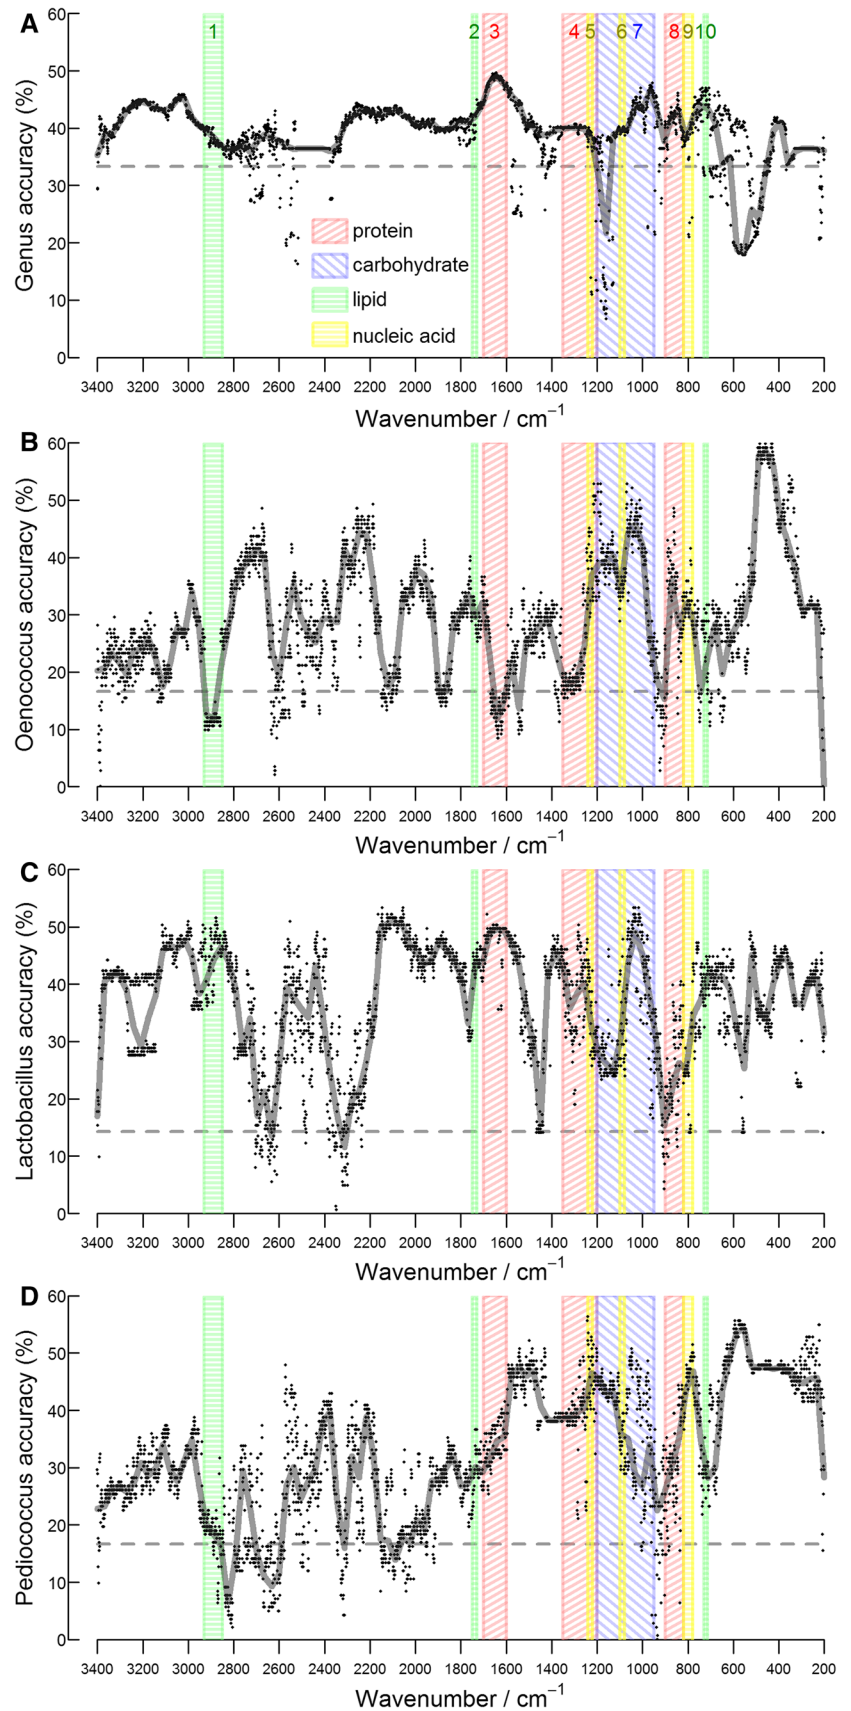 A
60
50
40
30
20
10
0
Genus accuracy (%)
1 2 3 4 5 6 7 8 9 10
protein
carbohydrate
lipid
nucleic acid
3400 3200 3000 2800 2600 2400 2200 2000 1800 1600 1400 1200 1000 800 600 400 200
Wavenumber / cm−1
B
60
50
40
30
20
10
0
Oenococcus accuracy (%)
3400 3200 3000 2800 2600 2400 2200 2000 1800 1600 1400 1200 1000 800 600 400 200
Wavenumber / cm−1
C
60
50
40
30
20
10
0
Lactobacillus accuracy (%)
3400 3200 3000 2800 2600 2400 2200 2000 1800 1600 1400 1200 1000 800 600 400 200
Wavenumber / cm−1
D
60
50
40
30
20
10
0
Pediococcus accuracy (%)
3400 3200 3000 2800 2600 2400 2200 2000 1800 1600 1400 1200 1000 800 600 400 200
Wavenumber / cm−1